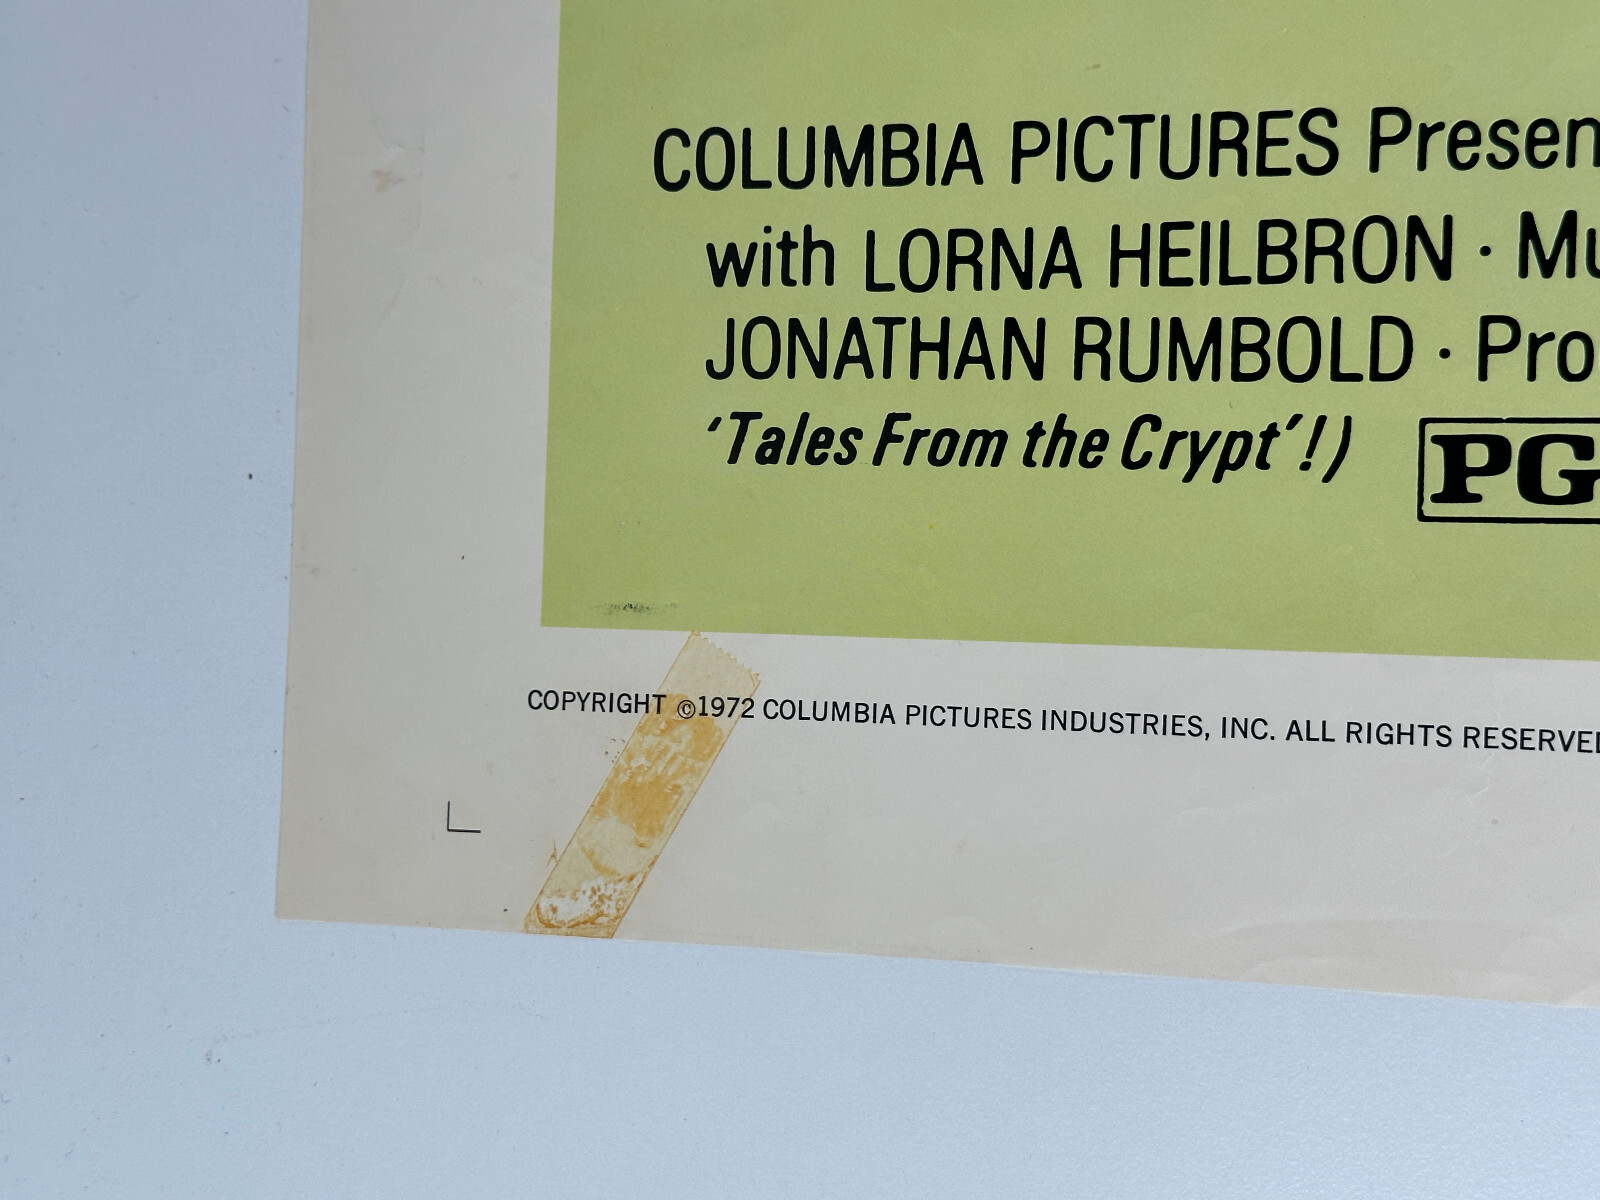 COLUMBIA PICTURES Presen
with LORNA HEILBRON · Mu
JONATHAN RUMBOLD · Pro
'Tales From the Crypt'!) PG
COPYRIGHT ©1972 COLUMBIA PICTURES INDUSTRIES, INC. ALL RIGHTS RESERVED